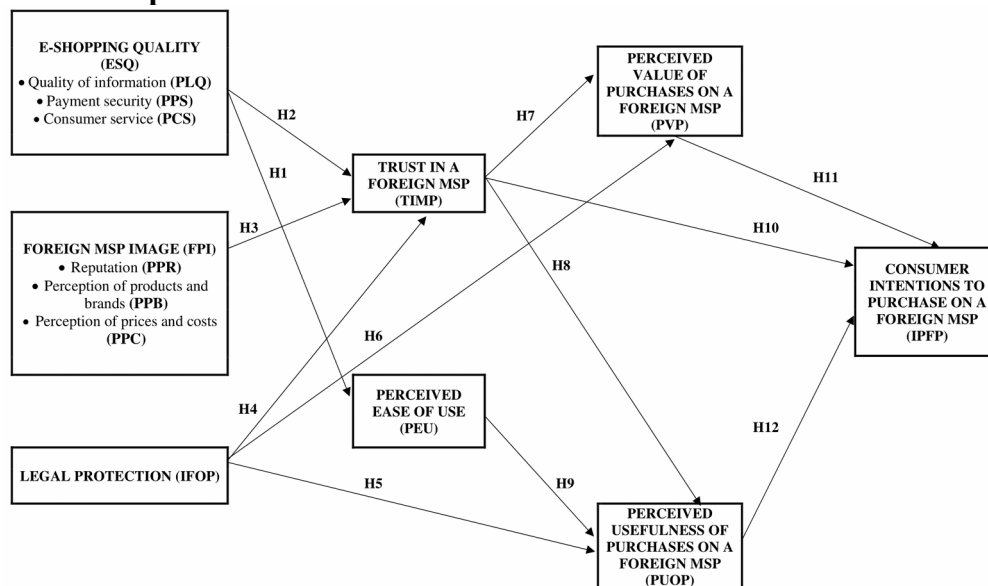 E-SHOPPING QUALITY
(ESQ)
• Quality of information (PLQ)
• Payment security (PPS)
• Consumer service (PCS)
H2
H1
FOREIGN MSP IMAGE (FPI)
• Reputation (PPR)
• Perception of products and
brands (PPB)
• Perception of prices and costs
(PPC)
H3
LEGAL PROTECTION (IFOP)
H4
H6
H5
TRUST IN A
FOREIGN MSP
(TIMP)
H7
H10
H8
PERCEIVED
EASE OF USE
(PEU)
H9
PERCEIVED
VALUE OF
PURCHASES ON A
FOREIGN MSP
(PVP)
H11
PERCEIVED
USEFULNESS OF
PURCHASES ON A
FOREIGN MSP
(PUOP)
H12
CONSUMER
INTENTIONS TO
PURCHASE ON A
FOREIGN MSP
(IPFP)